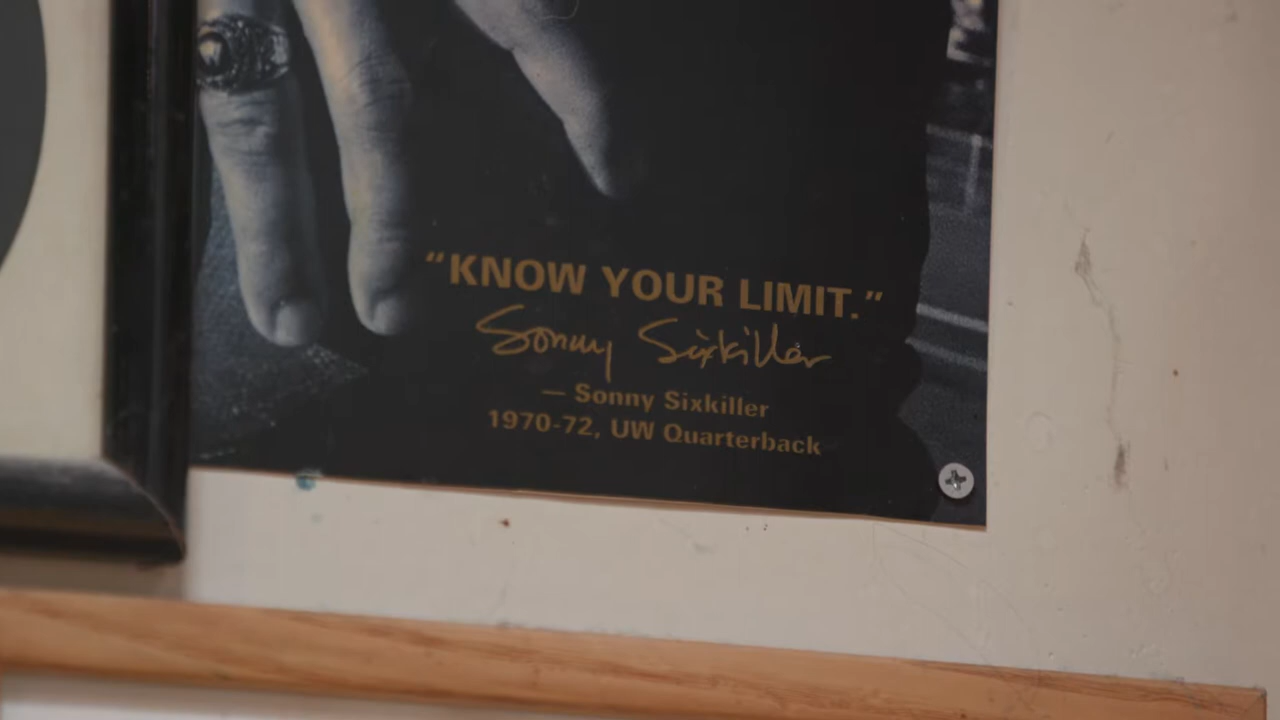 “KNOW YOUR LIMIT.”
Sonny Sixkiller
— Sonny Sixkiller
1970-72, UW Quarterback